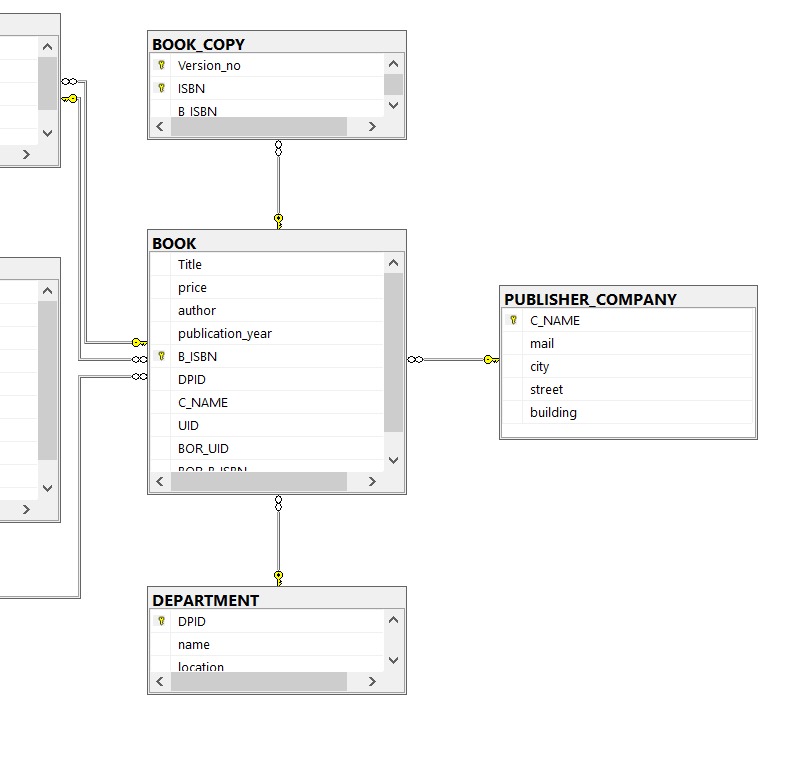 BOOK_COPY
Version_no
ISBN
B_ISBN
BOOK
Title
price
author
publication_year
B_ISBN
DPID
C_NAME
UID
BOR_UID
BOR_B_ISBN
PUBLISHER_COMPANY
C_NAME
mail
city
street
building
DEPARTMENT
DPID
name
location